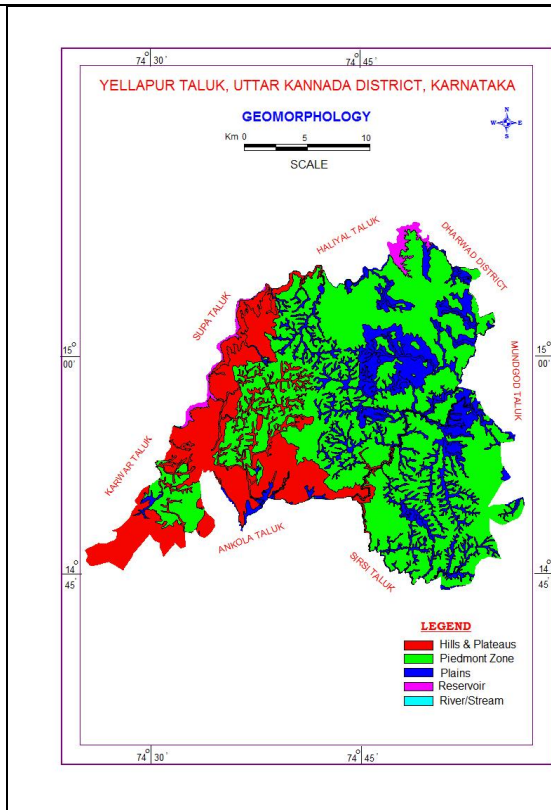 74° 30' 74° 45'
YELLAPUR TALUK, UTTAR KANNADA DISTRICT, KARNATAKA
GEOMORPHOLOGY
N
W E
S
Km 0 5 10
SCALE
HALIYAL TALUK
DHARWAD DISTRICT
SUPA TALUK
15° 00' 15° 00'
MUNDGOD TALUK
KARWAR TALUK
ANKOLA TALUK
SIRSI TALUK
14° 45' 14° 45'
LEGEND
Hills & Plateaus
Piedmont Zone
Plains
Reservoir
River/Stream
74° 30' 74° 45'